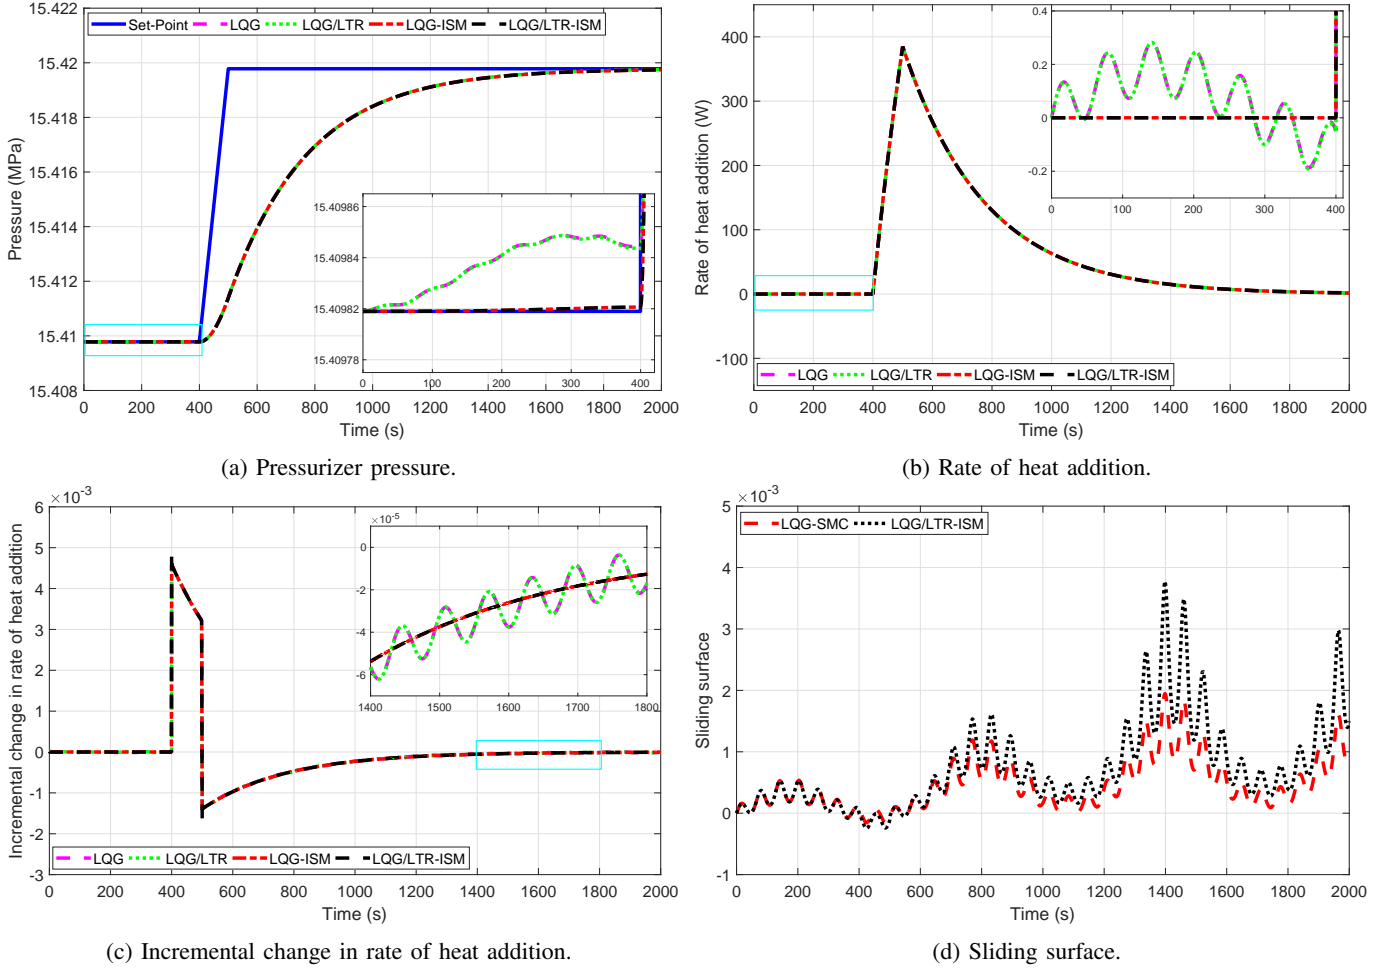 Set-Point LQG LQG/LTR LQG-ISM LQG/LTR-ISM
15.422
15.42
15.418
15.416
15.414
15.412
15.41
15.408
Pressure (MPa)
15.40986
15.40984
15.40982
15.40978
0 100 200 300 400
0 200 400 600 800 1000 1200 1400 1600 1800 2000
Time (s)
(a) Pressurizer pressure.
400
300
200
100
0
-100
Rate of heat addition (W)
0.4
0.2
0
-0.2
0 100 200 300 400
LQG LQG/LTR LQG-ISM LQG/LTR-ISM
0 200 400 600 800 1000 1200 1400 1600 1800 2000
Time (s)
(b) Rate of heat addition.
×10-3
6
5
4
3
2
1
0
-1
-2
-3
Incremental change in rate of heat addition
×10-5
0
-2
-4
-6
1400 1500 1600 1700 1800
LQG LQG/LTR LQG-ISM LQG/LTR-ISM
0 200 400 600 800 1000 1200 1400 1600 1800 2000
Time (s)
(c) Incremental change in rate of heat addition.
×10-3
LQG-SMC LQG/LTR-ISM
5
4
3
2
1
0
-1
Sliding surface
0 200 400 600 800 1000 1200 1400 1600 1800 2000
Time (s)
(d) Sliding surface.